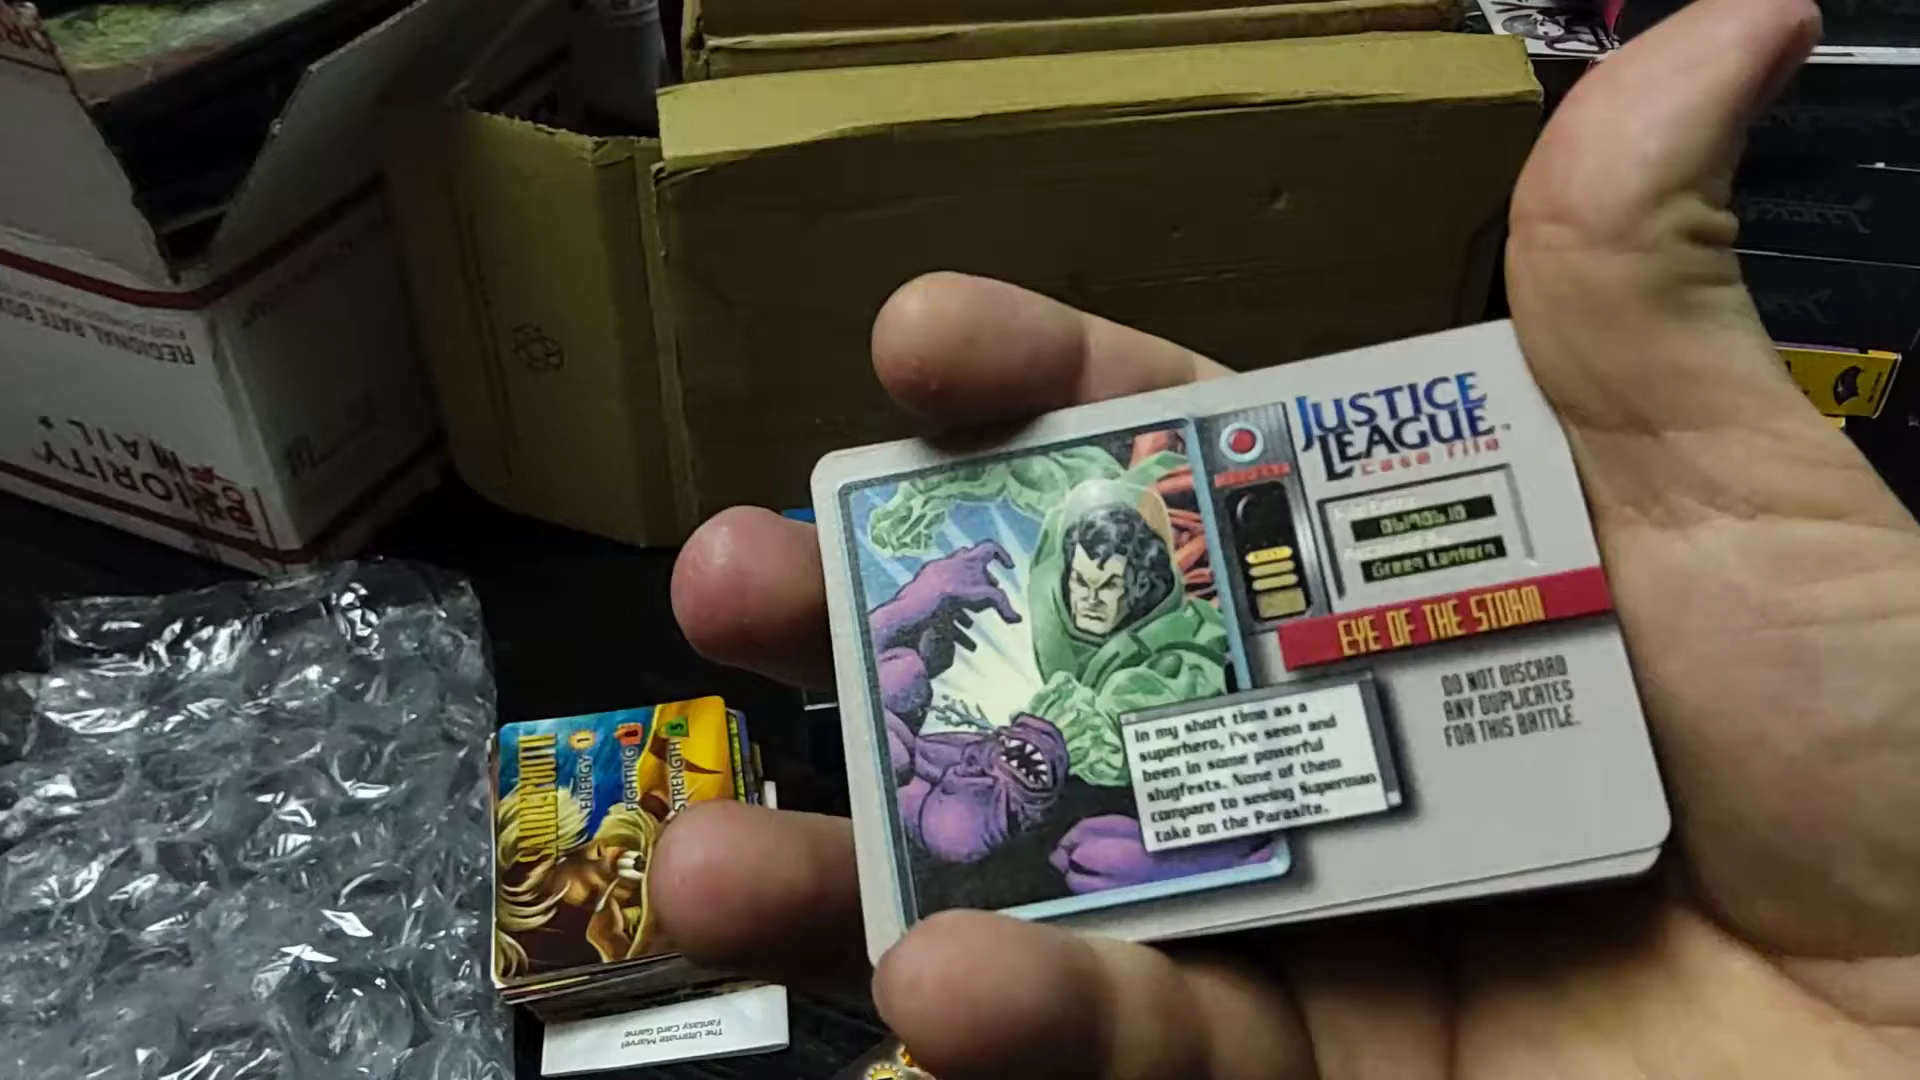 JUSTICE
LEAGUE
case file
Green Lantern
EYE OF THE STORM
DO NOT DISCARD
ANY DUPLICATES
FOR THIS BATTLE.
In my short time as a
superhero, I've seen and
been in some powerful
slugfests. None of them
compare to seeing Superman
take on the Parasite.
SABRETOOTH
ENERGY 1
FIGHTING 8
STRENGTH 5
The Ultimate Marvel
Fantasy Card Game
REGIONAL RATE BOX
PRIORITY
MAIL